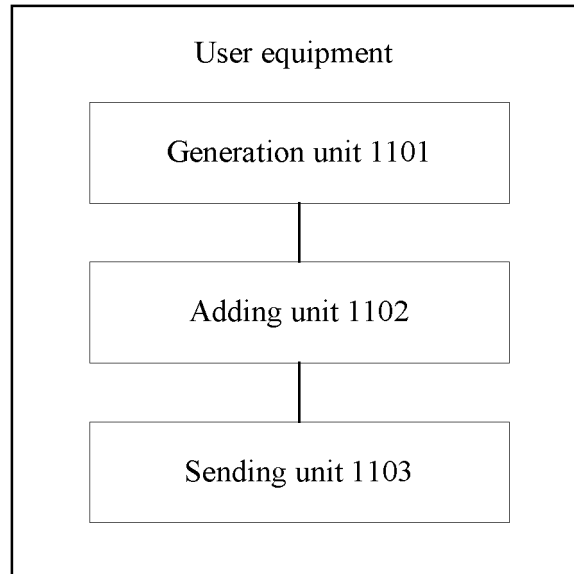 User equipment
Generation unit 1101
Adding unit 1102
Sending unit 1103